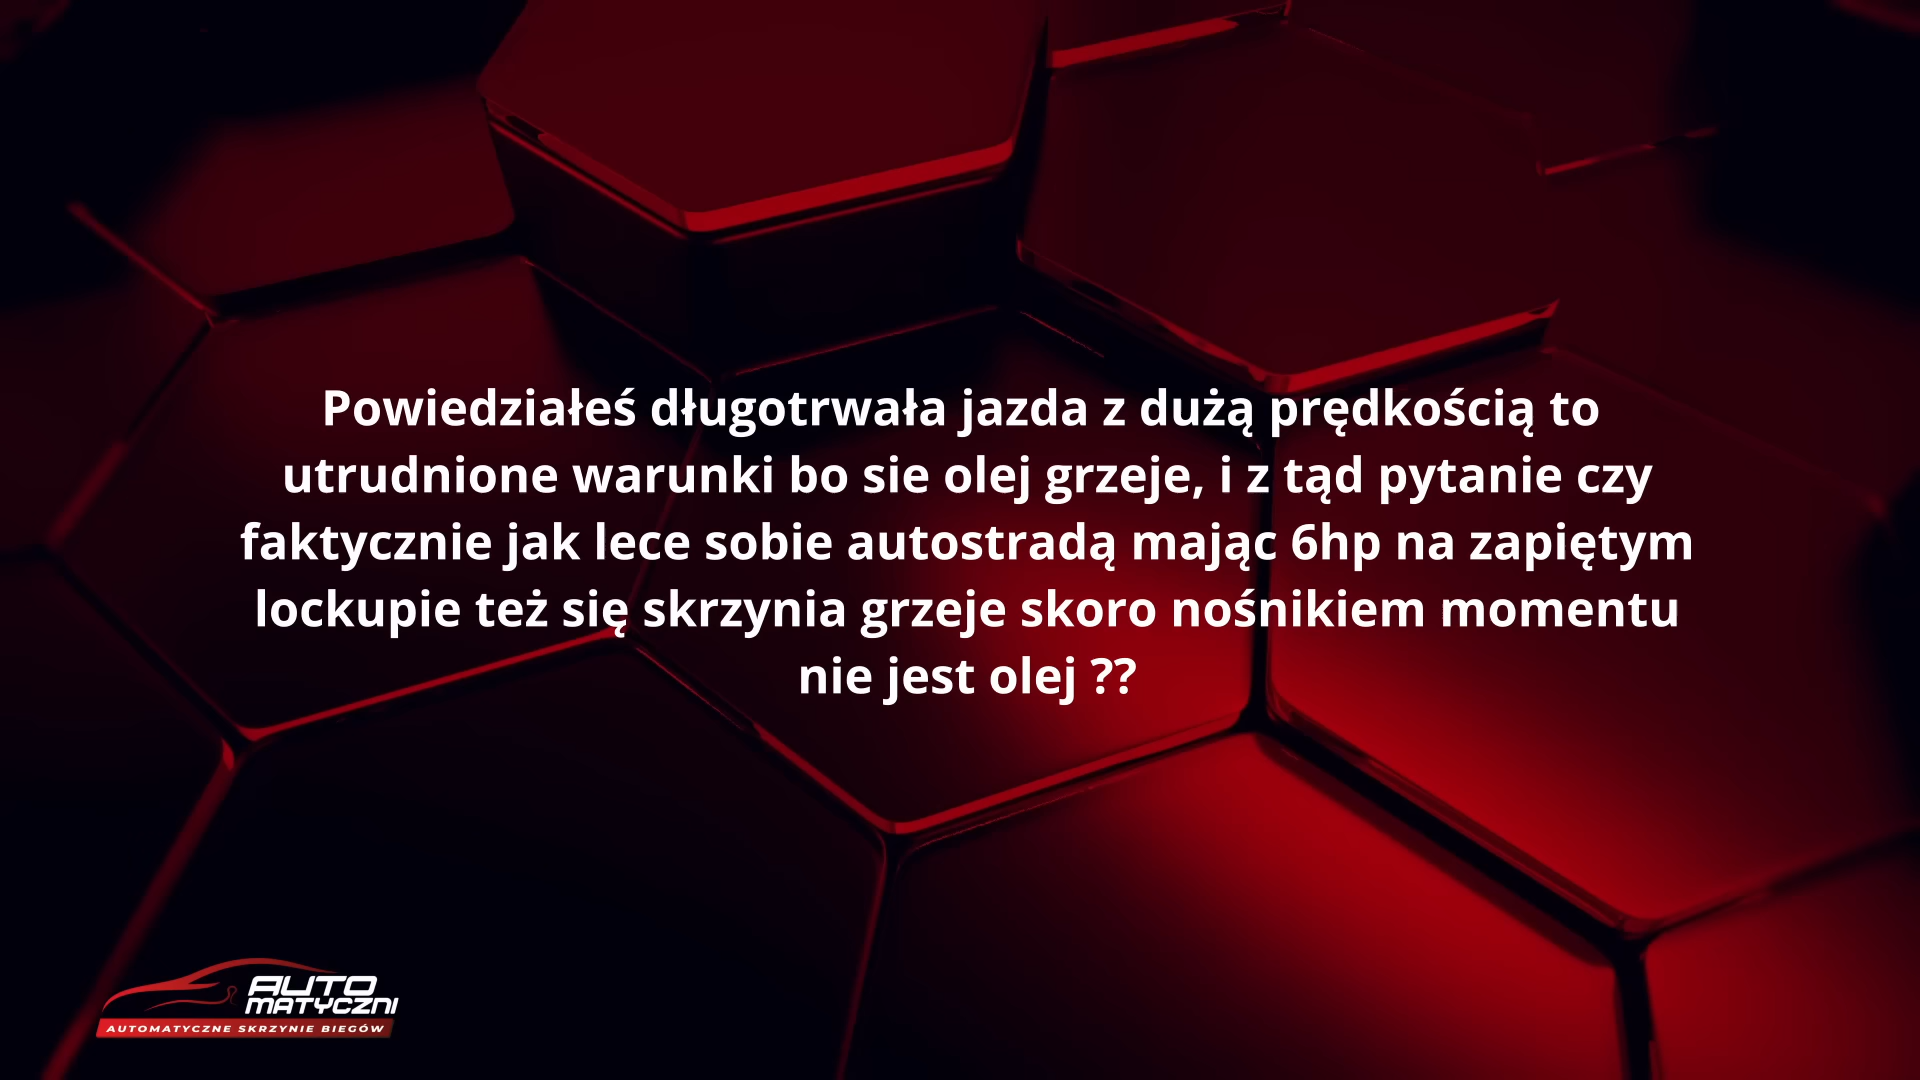 Powiedziałeś długotrwała jazda z dużą prędkością to
utrudnione warunki bo sie olej grzeje, i z tąd pytanie czy
faktycznie jak lece sobie autostradą mając 6hp na zapiętym
lockupie też się skrzynia grzeje skoro nośnikiem momentu
nie jest olej ??
AUTO
MATYCZNI
AUTOMATYCZNE SKRZYNIE BIEGÓW